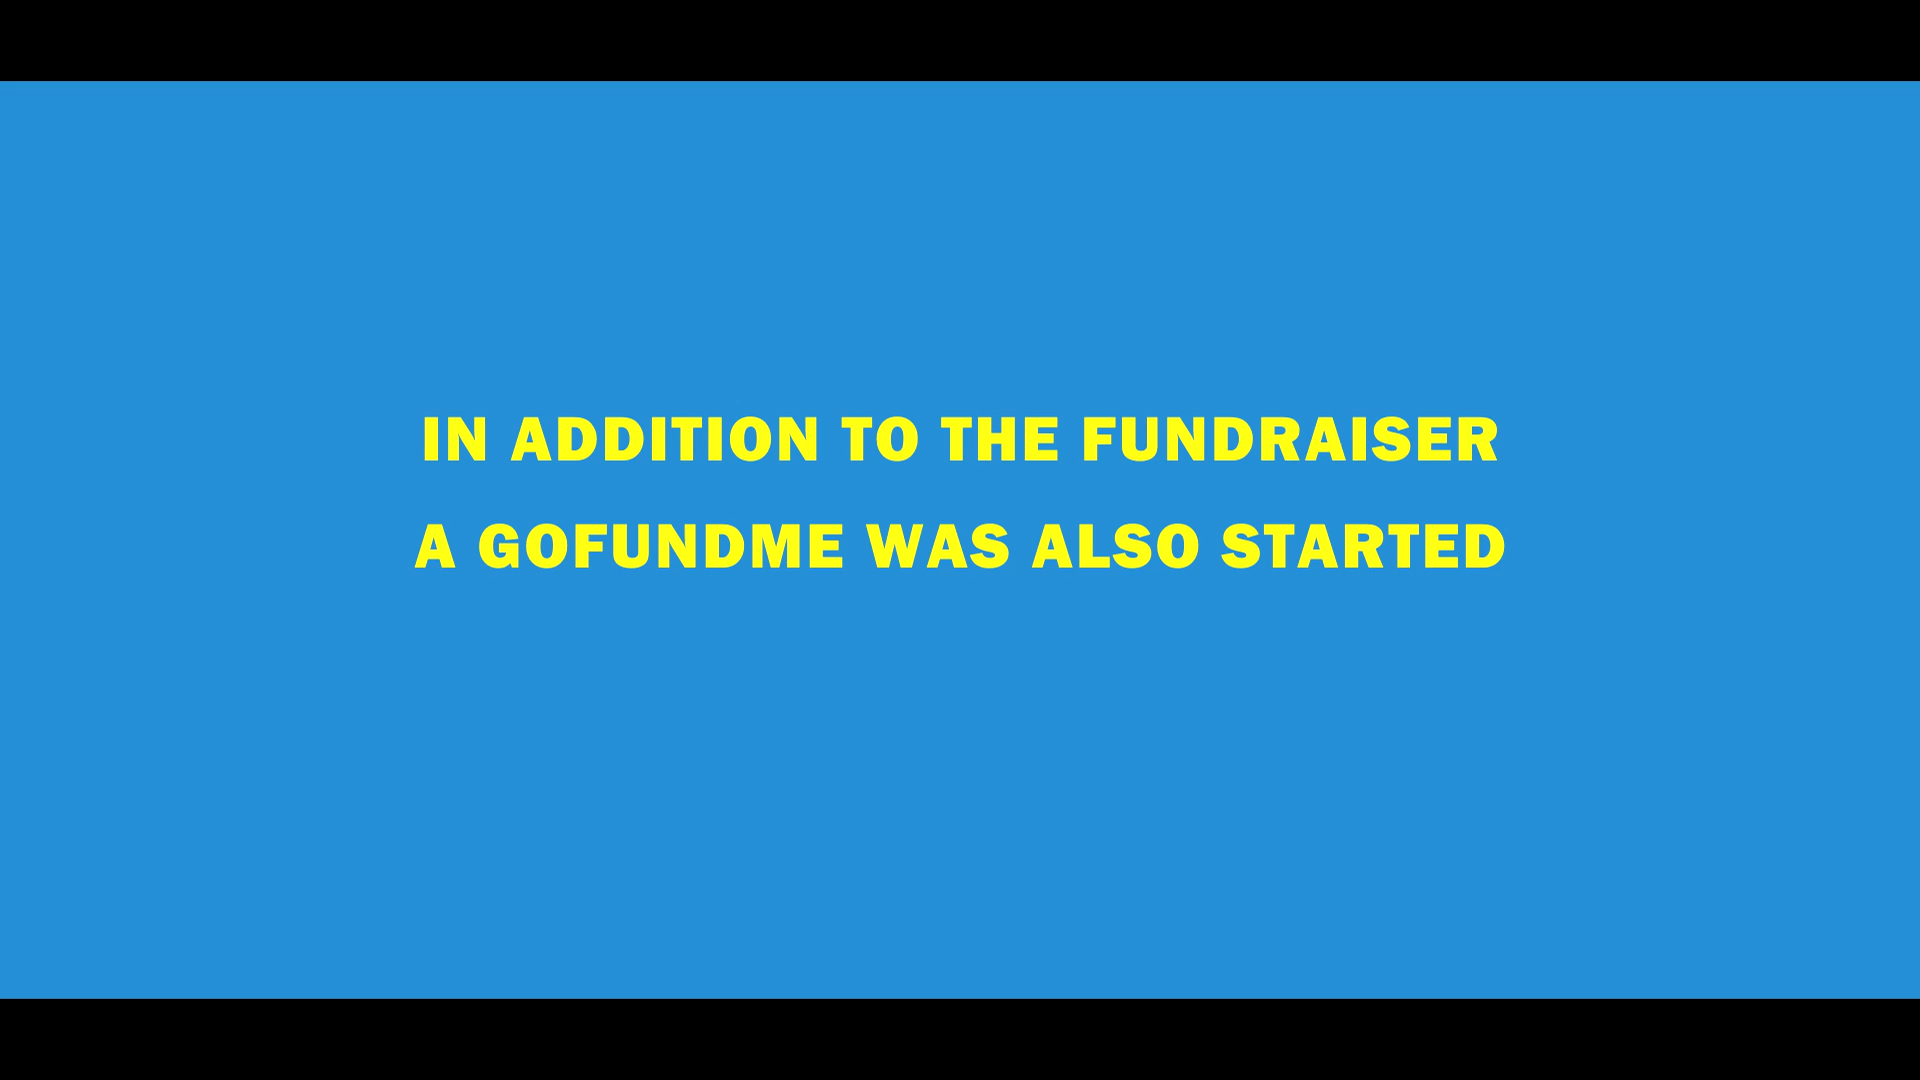 IN ADDITION TO THE FUNDRAISER
A GOFUNDME WAS ALSO STARTED